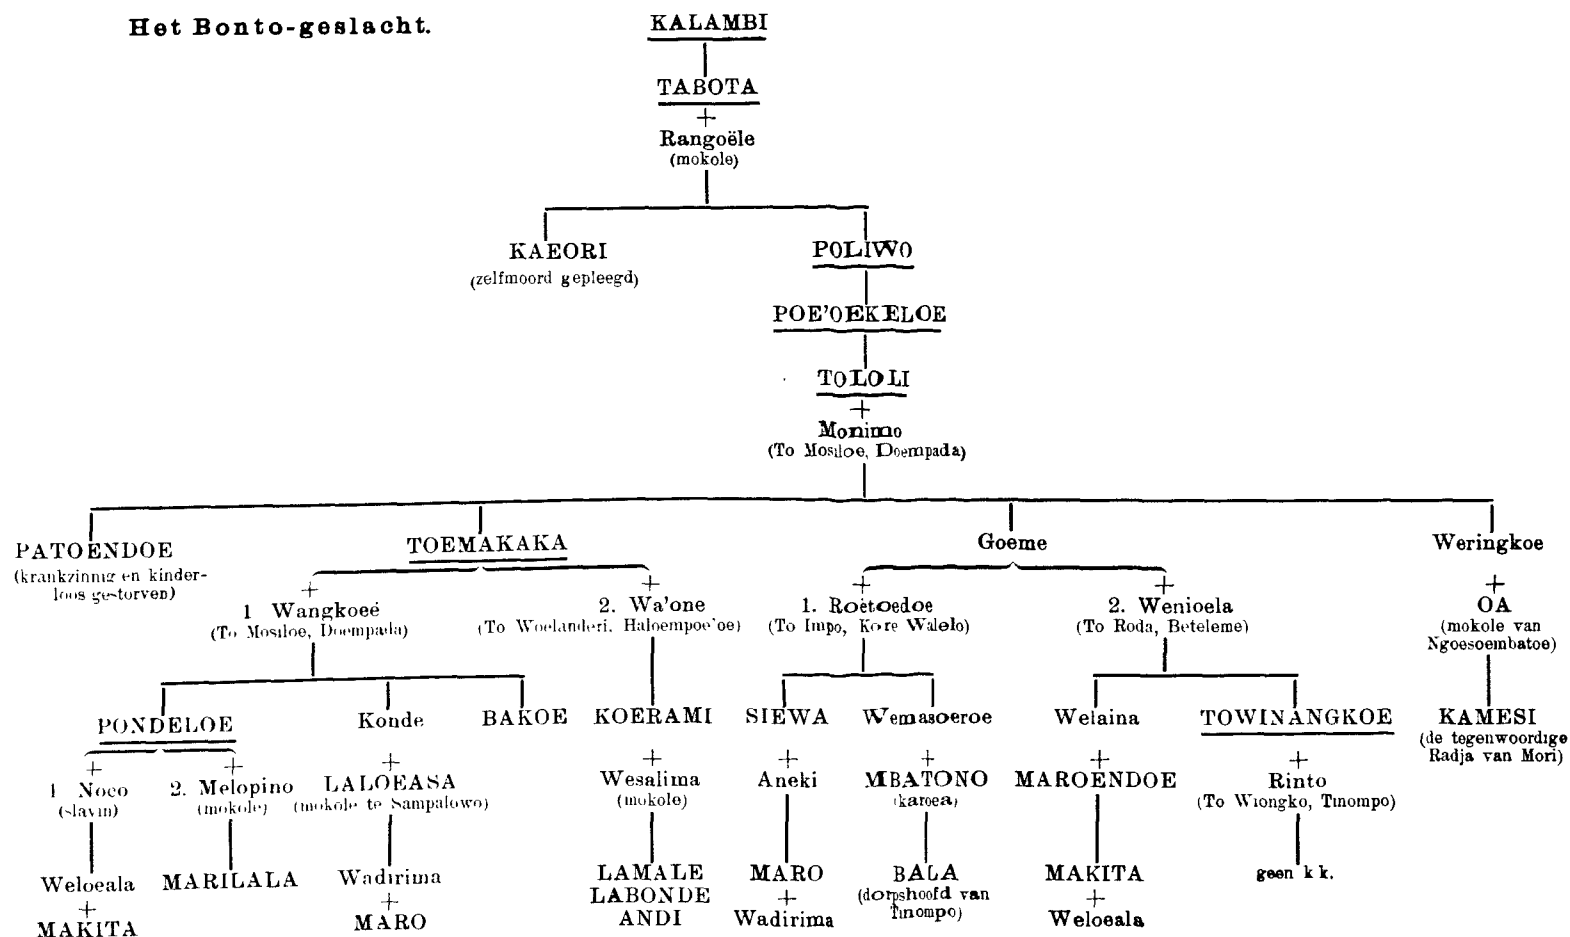 Het Bonto-geslacht.
KALAMBI
TABOTA
+
Rangoële
(mokole)
KAEORI
(zelfmoord gepleegd)
POLIWO
POE'OEKELOE
TOLOLI
+
Monimo
(To Mosiloe, Doempada)
PATOENDOE
(krankzinnig en kinder-
loos gestorven)
TOEMAKAKA
Goeme
Weringkoe
+
1 Wangkoeë
(To Mosiloe, Doempada)
+
2. Wa'one
(To Woelanderi, Haloempoe'oe)
+
1. Roetoedoe
(To Impo, Kore Walelo)
+
2. Wenioela
(To Roda, Beteleme)
+
OA
(mokole van
Ngoesoembatoe)
PONDELOE
Konde
BAKOE
KOERAMI
SIEWA
Wemasoeroe
Welaina
TOWINANGKOE
KAMESI
(de tegenwoordige
Radja van Mori)
+
1 Noeo
(slavin)
+
2. Melopino
(mokole)
+
LALOEASA
(mokole te Sampalowo)
+
Wesalima
(mokole)
+
Aneki
+
MBATONO
(karoea)
+
MAROENDOE
+
Rinto
(To Wiongko, Tinompo)
Weloeala
+
MAKITA
MARILALA
Wadirima
+
MARO
LAMALE
LABONDE
ANDI
MARO
+
Wadirima
BALA
(dorpshoofd van
Tinompo)
MAKITA
+
Weloeala
geen kk.